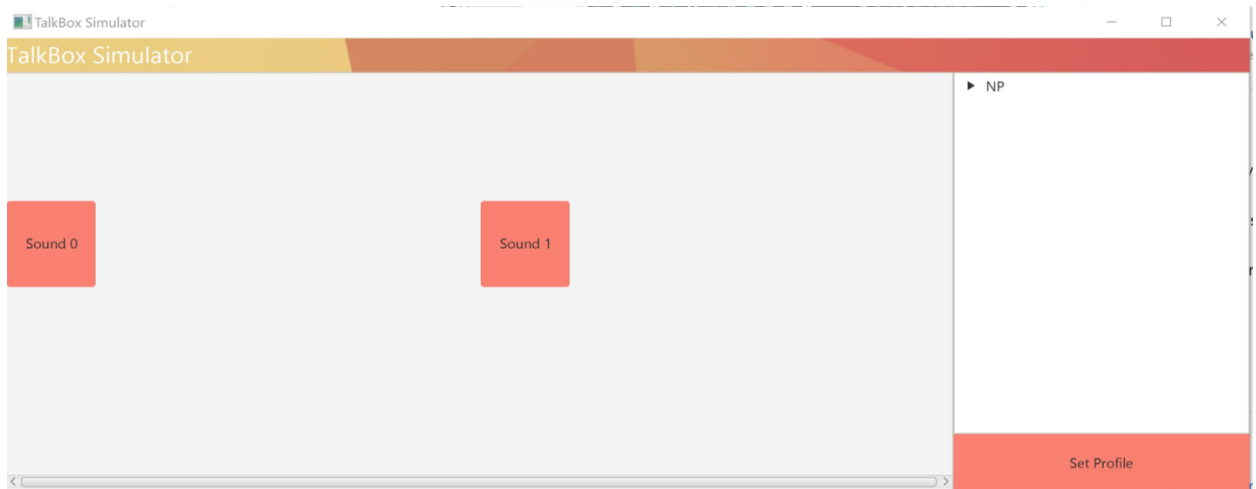 TalkBox Simulator
TalkBox Simulator
NP
Sound 0
Sound 1
Set Profile